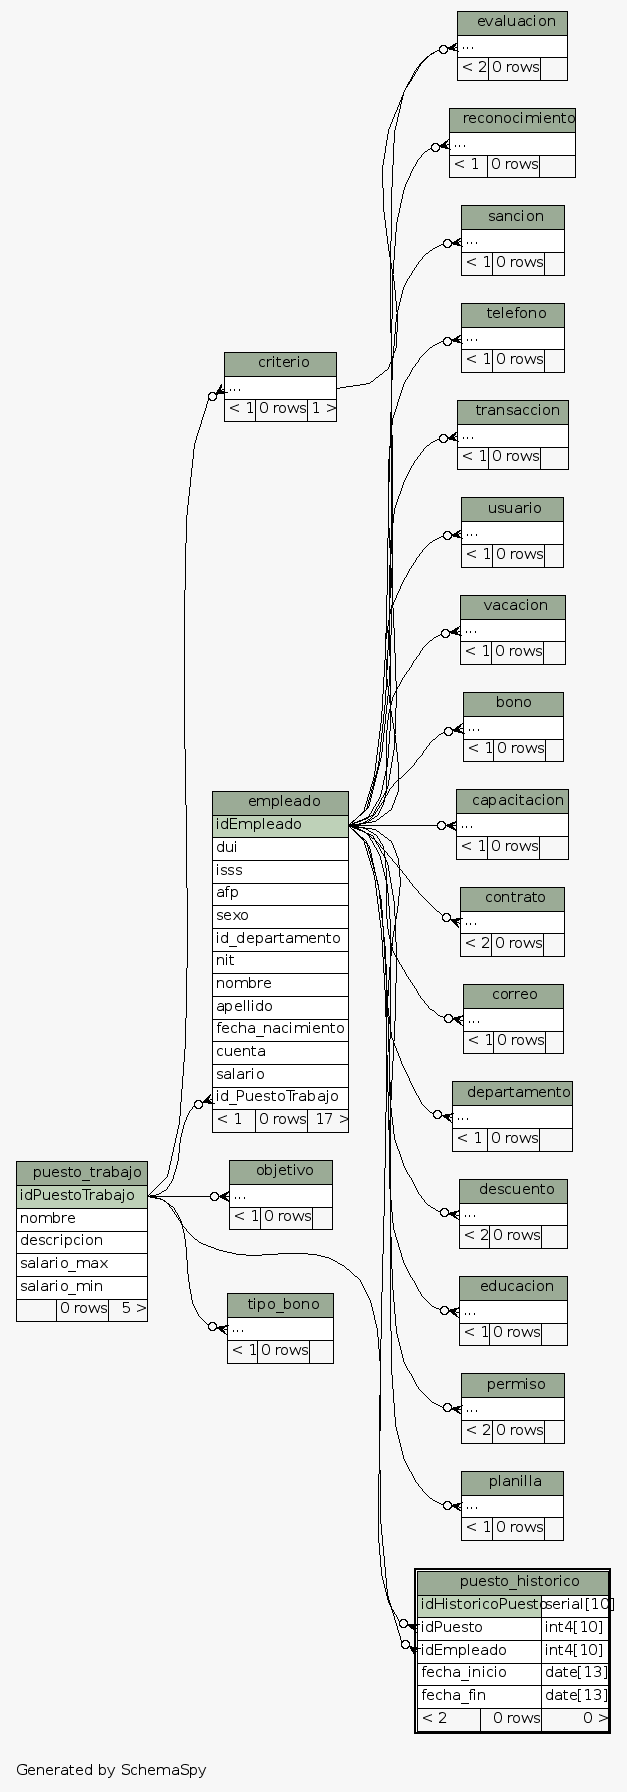 evaluacion
...
< 2 0 rows
reconocimiento
...
< 1 0 rows
sancion
...
< 1 0 rows
telefono
...
< 1 0 rows
criterio
...
< 1 0 rows 1 >
transaccion
...
< 1 0 rows
usuario
...
< 1 0 rows
vacacion
...
< 1 0 rows
bono
...
< 1 0 rows
empleado
idEmpleado
dui
isss
afp
sexo
id_departamento
nit
nombre
apellido
fecha_nacimiento
cuenta
salario
id_PuestoTrabajo
< 1 0 rows 17 >
capacitacion
...
< 1 0 rows
contrato
...
< 2 0 rows
correo
...
< 1 0 rows
departamento
...
< 1 0 rows
puesto_trabajo
idPuestoTrabajo
nombre
descripcion
salario_max
salario_min
0 rows 5 >
objetivo
...
< 1 0 rows
descuento
...
< 2 0 rows
educacion
...
< 1 0 rows
tipo_bono
...
< 1 0 rows
permiso
...
< 2 0 rows
planilla
...
< 1 0 rows
puesto_historico
idHistoricoPuesto serial[10]
idPuesto int4[10]
idEmpleado int4[10]
fecha_inicio date[13]
fecha_fin date[13]
< 2 0 rows 0 >
Generated by SchemaSpy